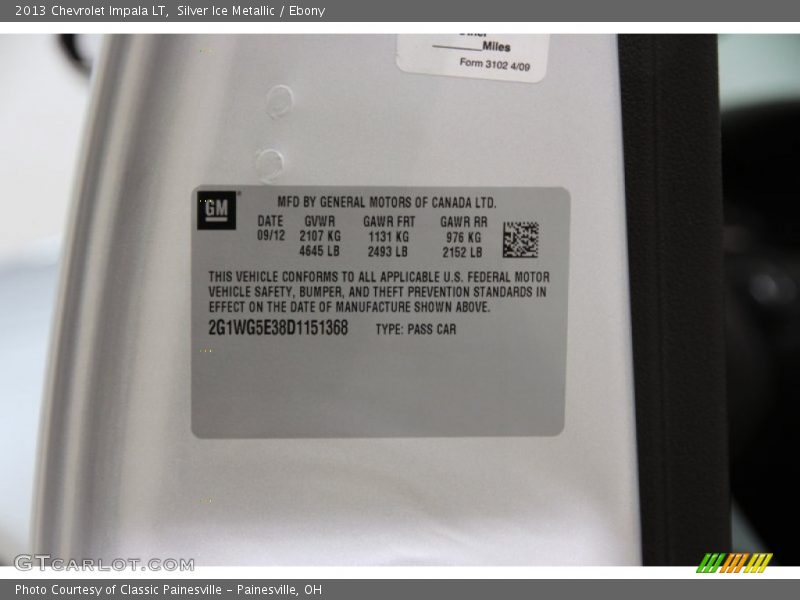 2013 Chevrolet Impala LT, Silver Ice Metallic / Ebony
Miles
Form 3102 4/09
GM
MFD BY GENERAL MOTORS OF CANADA LTD.
DATE GVWR GAWR FRT GAWR RR
09/12 2107 KG 1131 KG 976 KG
4645 LB 2493 LB 2152 LB
THIS VEHICLE CONFORMS TO ALL APPLICABLE U.S. FEDERAL MOTOR
VEHICLE SAFETY, BUMPER, AND THEFT PREVENTION STANDARDS IN
EFFECT ON THE DATE OF MANUFACTURE SHOWN ABOVE.
2G1WG5E38D1151368 TYPE: PASS CAR
GTCARLOT.COM
Photo Courtesy of Classic Painesville - Painesville, OH